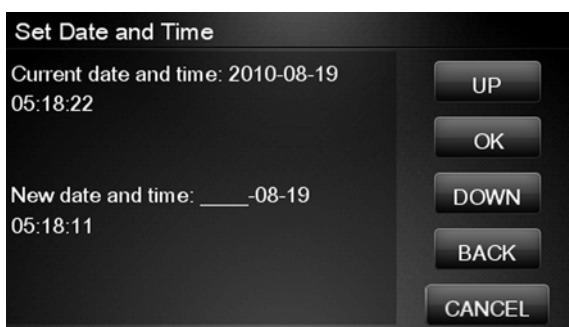 Set Date and Time
Current date and time: 2010-08-19
05:18:22
New date and time: ____-08-19
05:18:11
UP
OK
DOWN
BACK
CANCEL